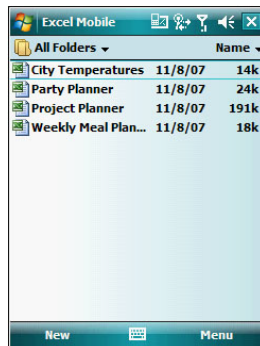 Excel Mobile
All Folders Name
City Temperatures 11/8/07 14k
Party Planner 11/8/07 24k
Project Planner 11/8/07 191k
Weekly Meal Plan... 11/8/07 18k
New Menu